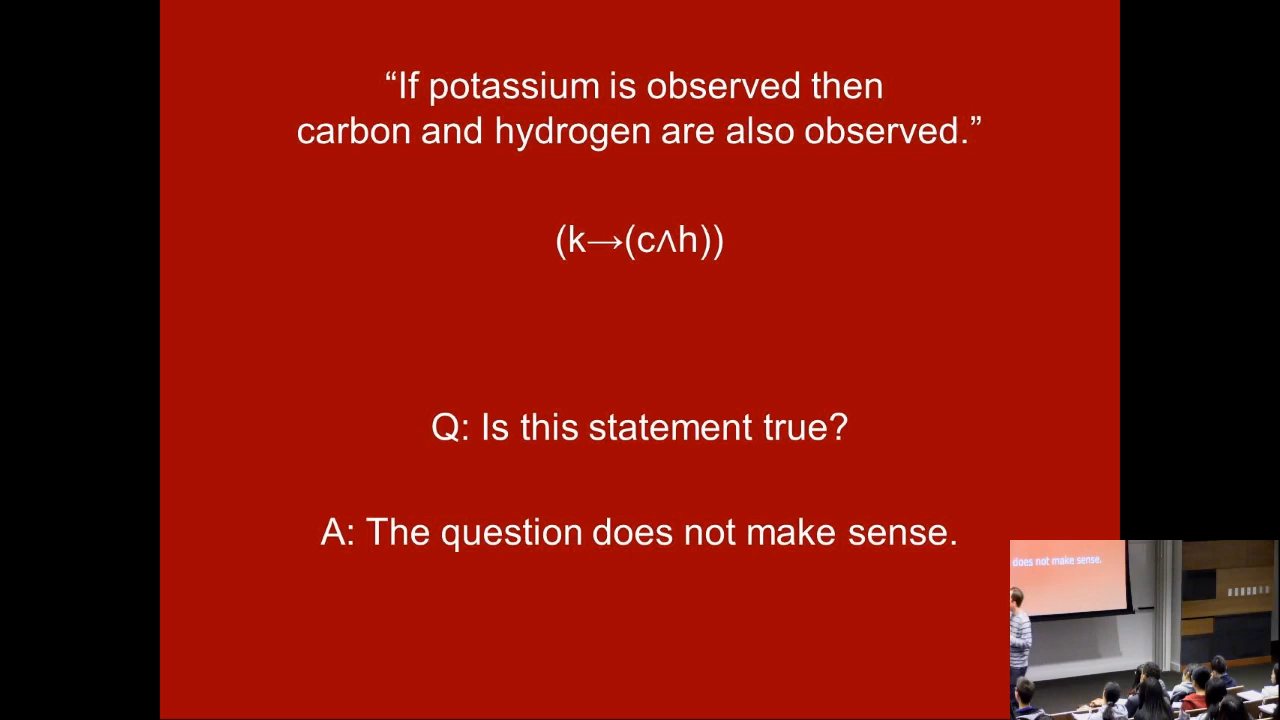 “If potassium is observed then
carbon and hydrogen are also observed.”
(k→(c∧h))
Q: Is this statement true?
A: The question does not make sense.
does not make sense.